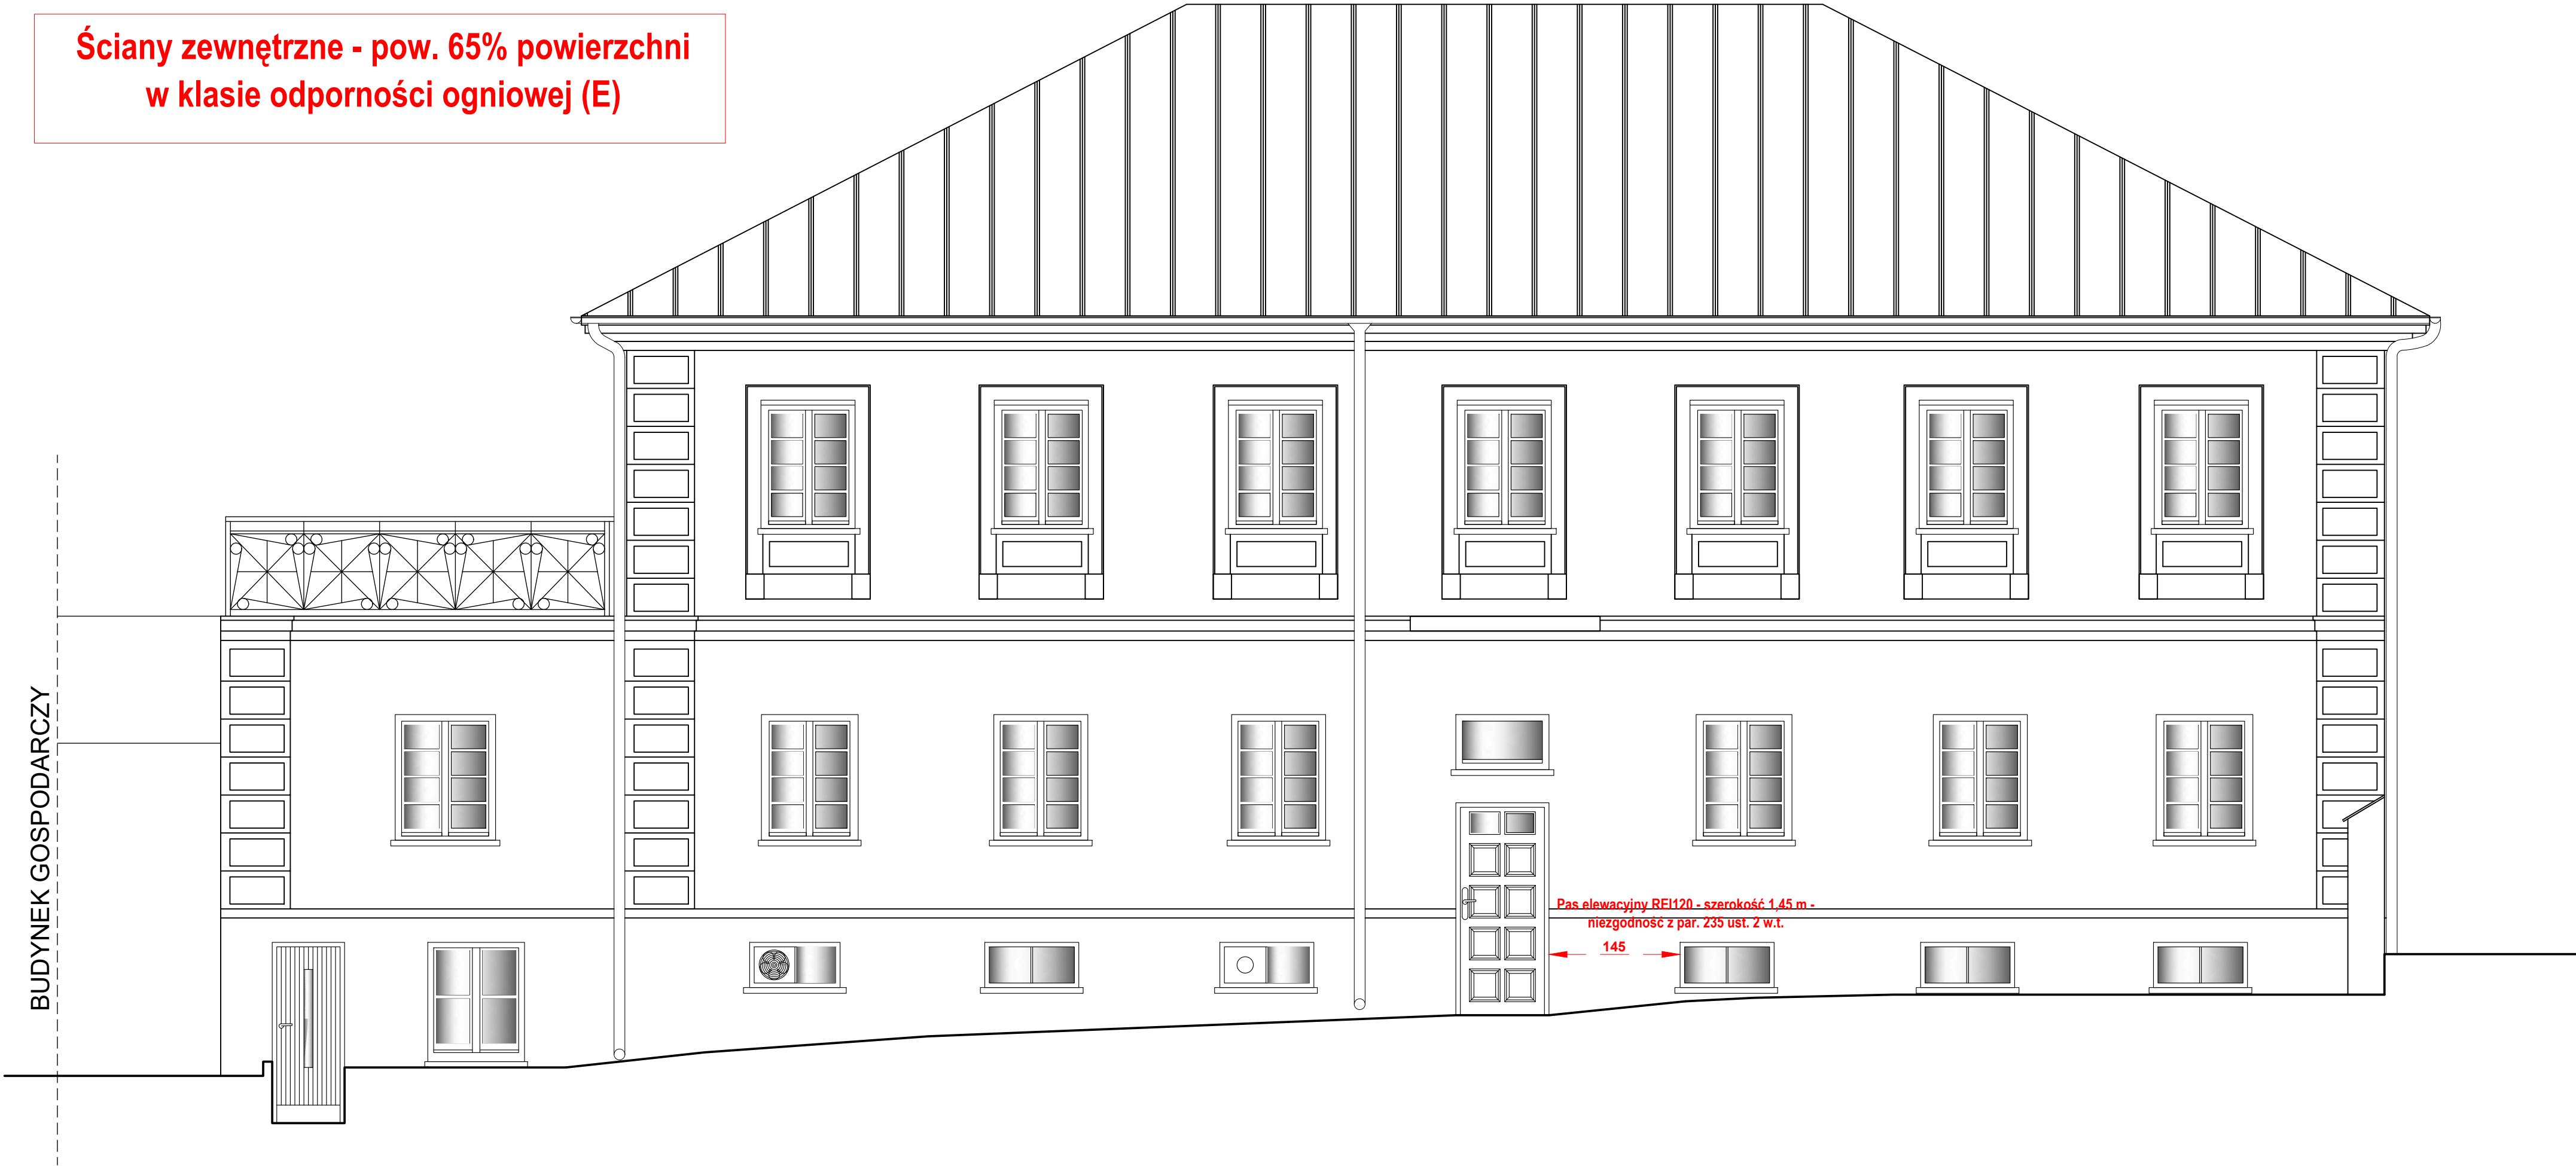 Ściany zewnętrzne - pow. 65% powierzchni
w klasie odporności ogniowej (E)
BUDYNEK GOSPODARCZY
Pas elewacyjny REI120 - szerokość 1,45 m -
niezgodność z par. 235 ust. 2 w.t.
145